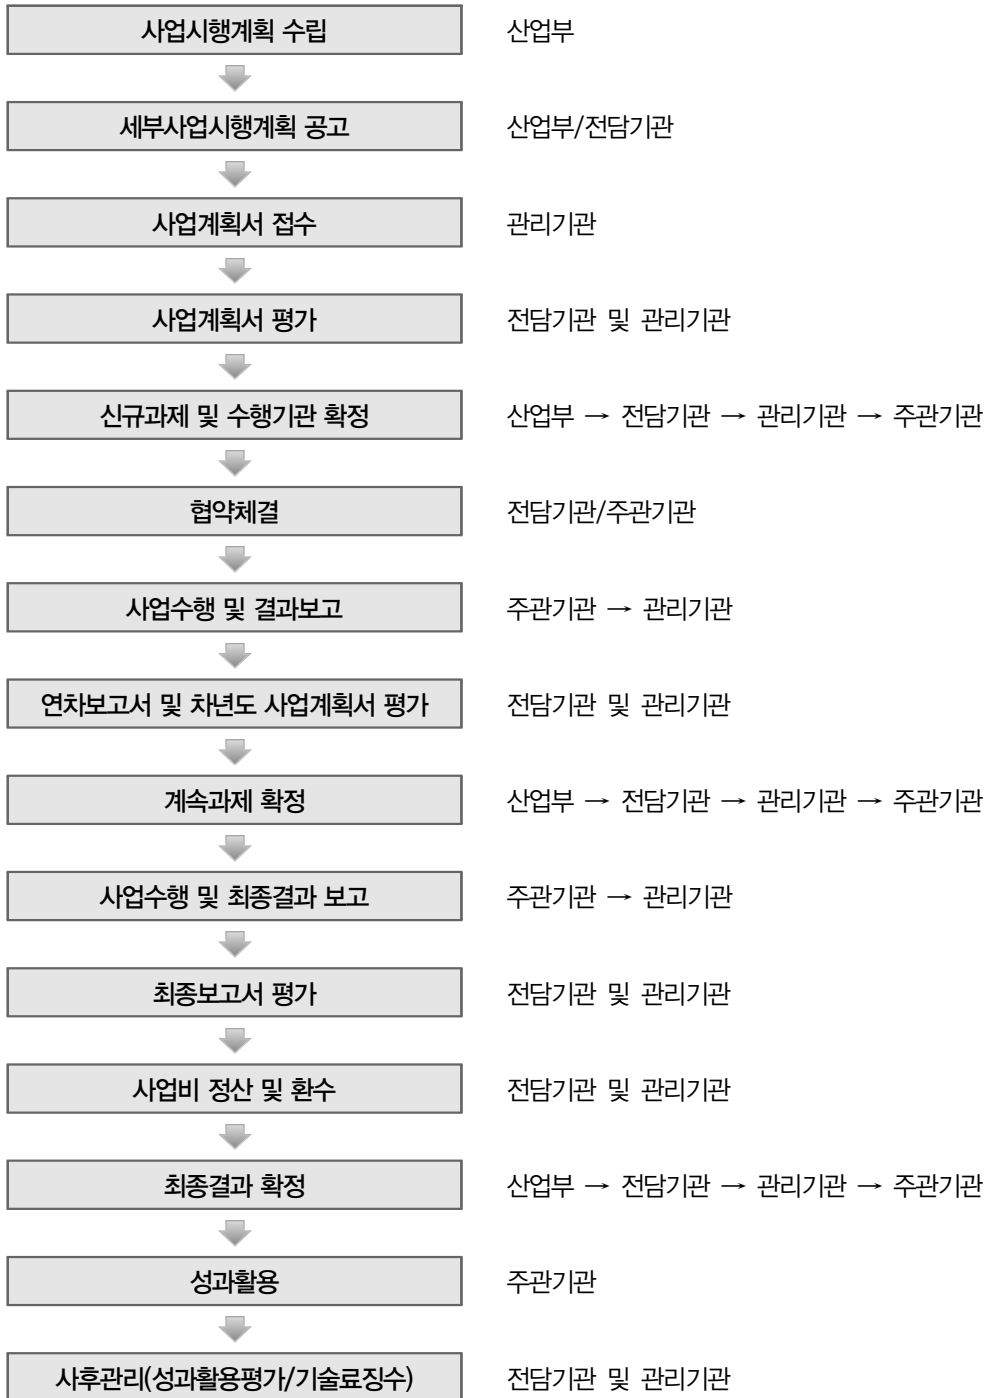 사업시행계획 수립 산업부
세부사업시행계획 공고 산업부/전담기관
사업계획서 접수 관리기관
사업계획서 평가 전담기관 및 관리기관
신규과제 및 수행기관 확정 산업부 → 전담기관 → 관리기관 → 주관기관
협약체결 전담기관/주관기관
사업수행 및 결과보고 주관기관 → 관리기관
연차보고서 및 차년도 사업계획서 평가 전담기관 및 관리기관
계속과제 확정 산업부 → 전담기관 → 관리기관 → 주관기관
사업수행 및 최종결과 보고 주관기관 → 관리기관
최종보고서 평가 전담기관 및 관리기관
사업비 정산 및 환수 전담기관 및 관리기관
최종결과 확정 산업부 → 전담기관 → 관리기관 → 주관기관
성과활용 주관기관
사후관리(성과활용평가/기술료징수) 전담기관 및 관리기관